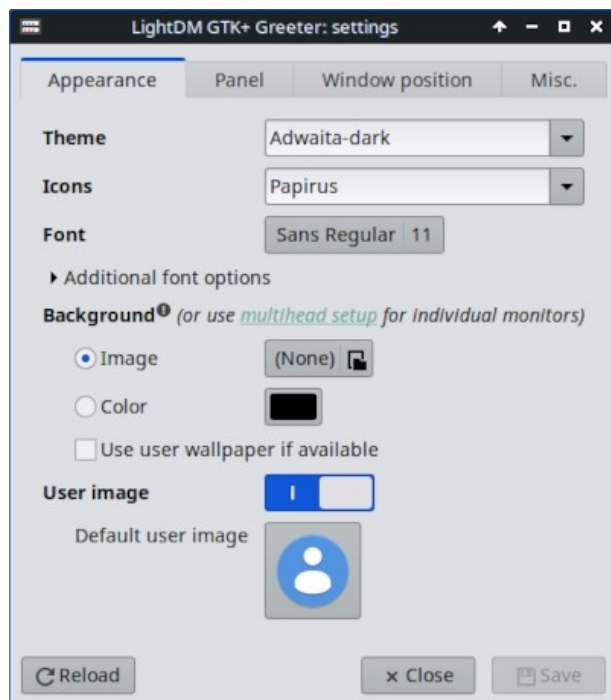 LightDM GTK+ Greeter: settings
Appearance Panel Window position Misc.
Theme Adwaita-dark
Icons Papirus
Font Sans Regular 11
Additional font options
Background (or use multihead setup for individual monitors)
Image (None)
Color
Use user wallpaper if available
User image
Default user image
Reload Close Save